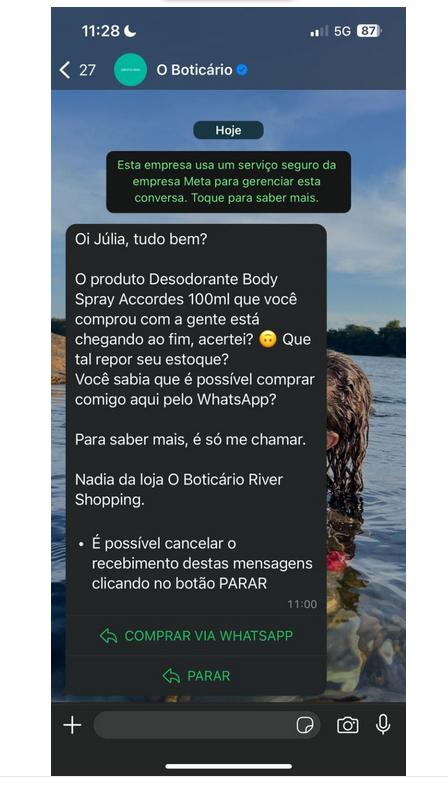 11:28
5G 87
27 O Boticário
Hoje
Esta empresa usa um serviço seguro da
empresa Meta para gerenciar esta
conversa. Toque para saber mais.
Oi Júlia, tudo bem?
O produto Desodorante Body
Spray Accordes 100ml que você
comprou com a gente está
chegando ao fim, acertei? 🙃 Que
tal repor seu estoque?
Você sabia que é possível comprar
comigo aqui pelo WhatsApp?
Para saber mais, é só me chamar.
Nadia da loja O Boticário River
Shopping.
• É possível cancelar o
recebimento destas mensagens
clicando no botão PARAR
11:00
COMPRAR VIA WHATSAPP
PARAR